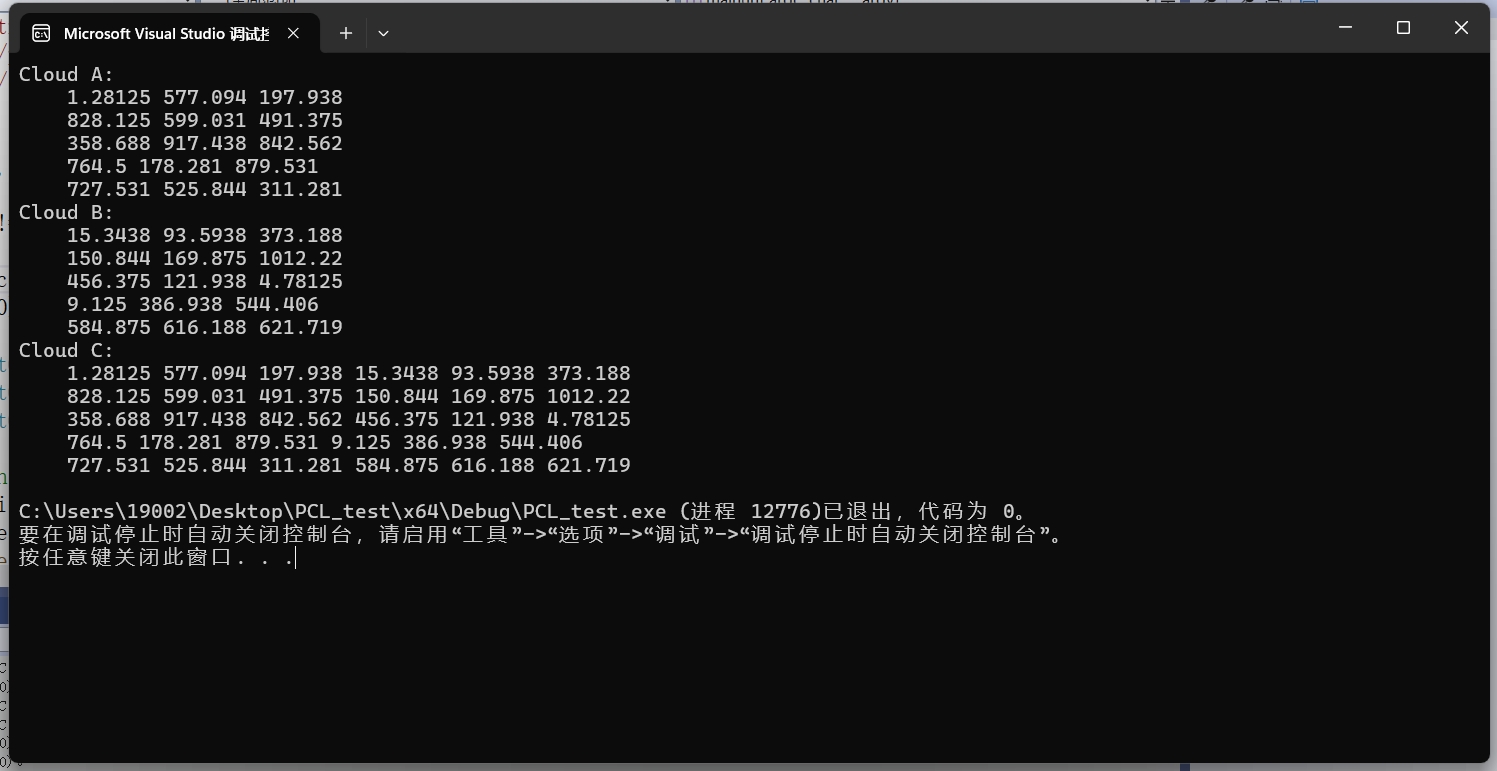 Microsoft Visual Studio 调试控
Cloud A:
1.28125 577.094 197.938
828.125 599.031 491.375
358.688 917.438 842.562
764.5 178.281 879.531
727.531 525.844 311.281
Cloud B:
15.3438 93.5938 373.188
150.844 169.875 1012.22
456.375 121.938 4.78125
9.125 386.938 544.406
584.875 616.188 621.719
Cloud C:
1.28125 577.094 197.938 15.3438 93.5938 373.188
828.125 599.031 491.375 150.844 169.875 1012.22
358.688 917.438 842.562 456.375 121.938 4.78125
764.5 178.281 879.531 9.125 386.938 544.406
727.531 525.844 311.281 584.875 616.188 621.719
C:\Users\19002\Desktop\PCL_test\x64\Debug\PCL_test.exe (进程 12776)已退出，代码为 0。
要在调试停止时自动关闭控制台，请启用“工具”->“选项”->“调试”->“调试停止时自动关闭控制台”。
按任意键关闭此窗口. . .